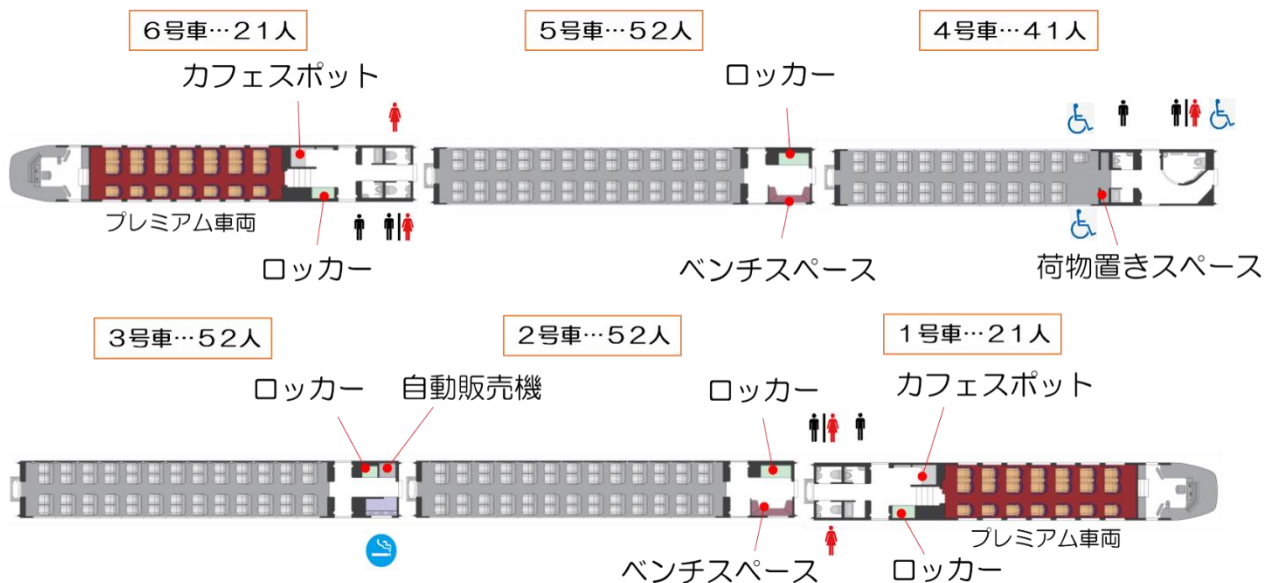 6号車…21人
5号車…52人
4号車…41人
カフェスポット
ロッカー
プレミアム車両
ロッカー
ベンチスペース
荷物置きスペース
3号車…52人
2号車…52人
1号車…21人
ロッカー
自動販売機
ロッカー
カフェスポット
プレミアム車両
ベンチスペース
ロッカー